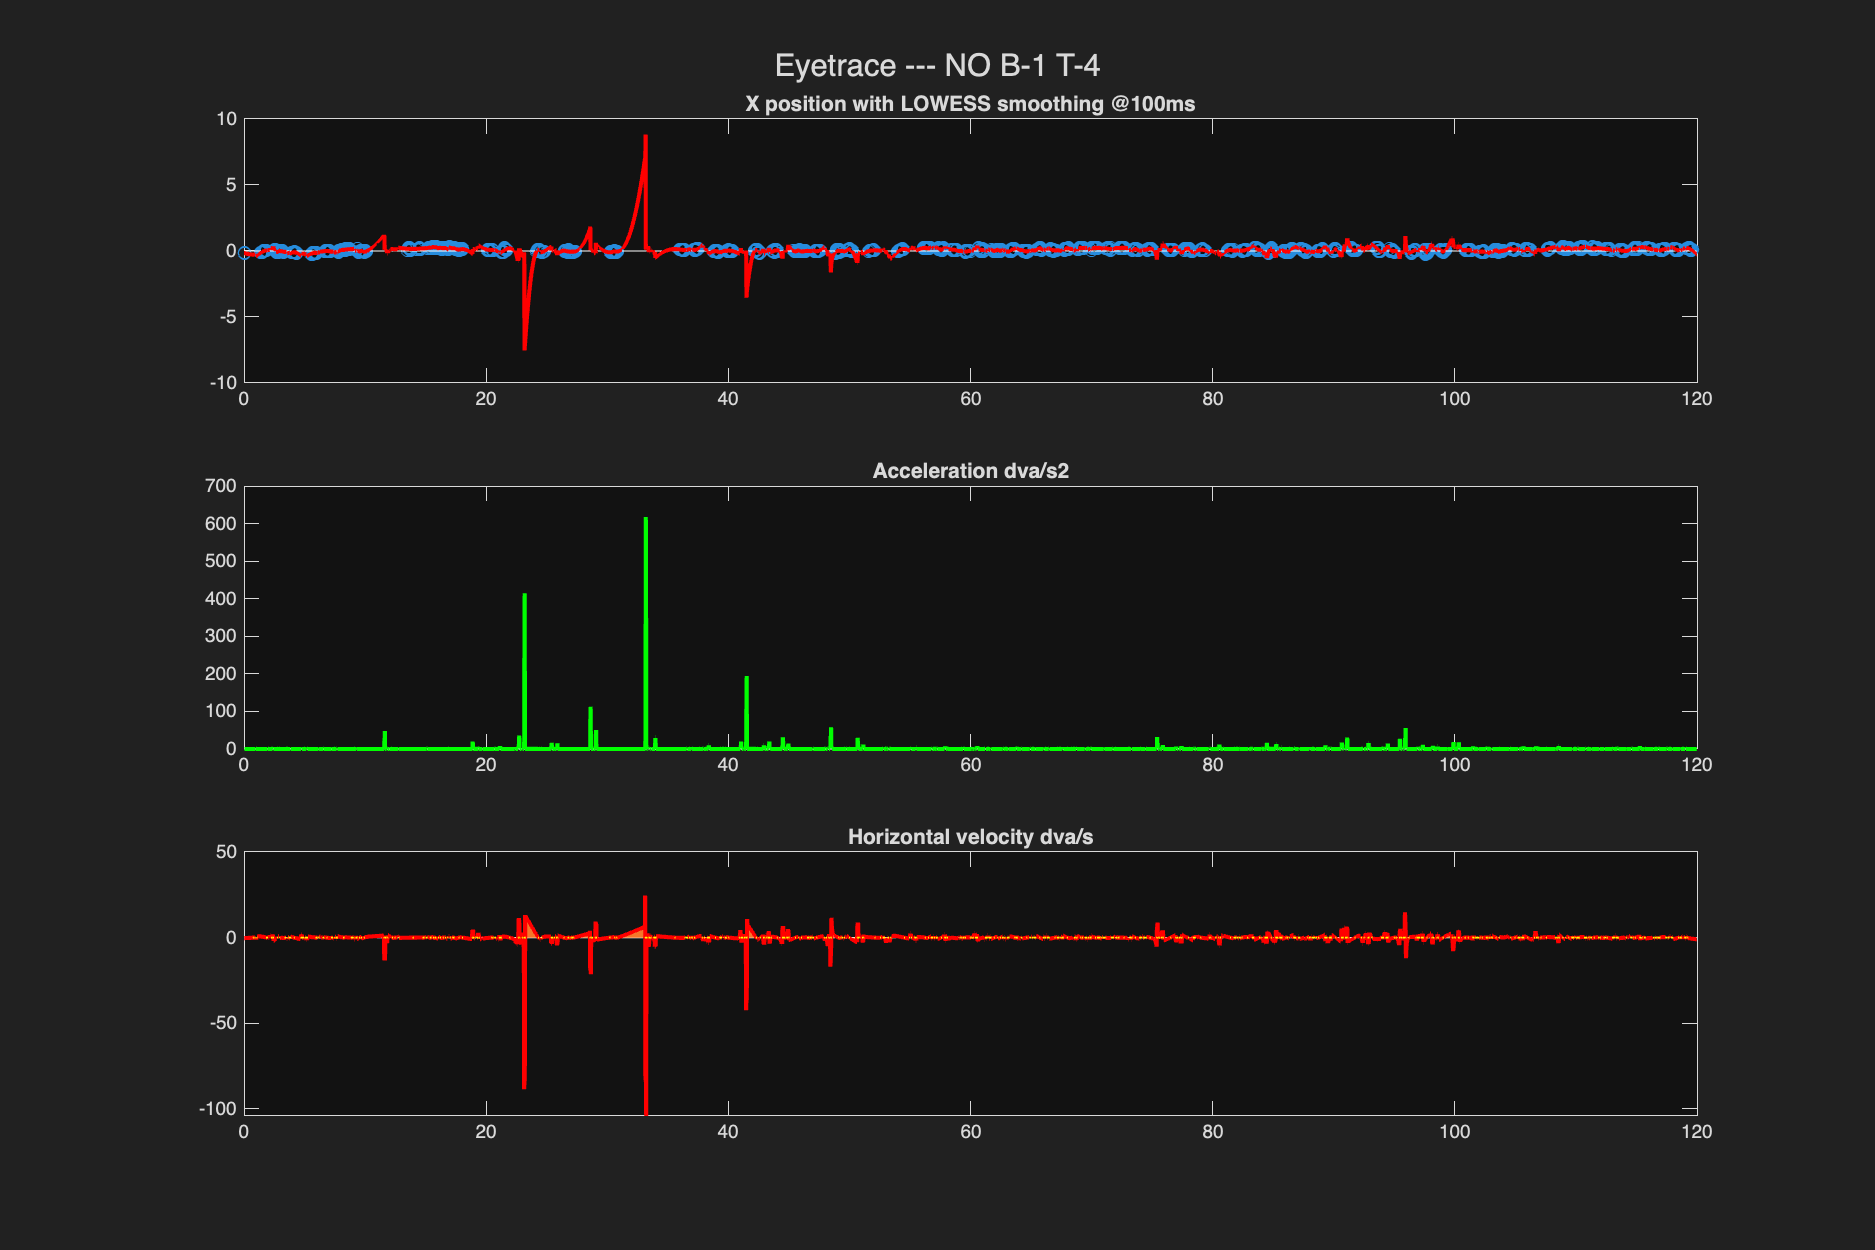 Eyetrace --- NO B-1 T-4
X position with LOWESS smoothing @100ms
10
5
0
-5
-10
0 20 40 60 80 100 120
Acceleration dva/s2
700
600
500
400
300
200
100
0
0 20 40 60 80 100 120
Horizontal velocity dva/s
50
0
-50
-100
0 20 40 60 80 100 120